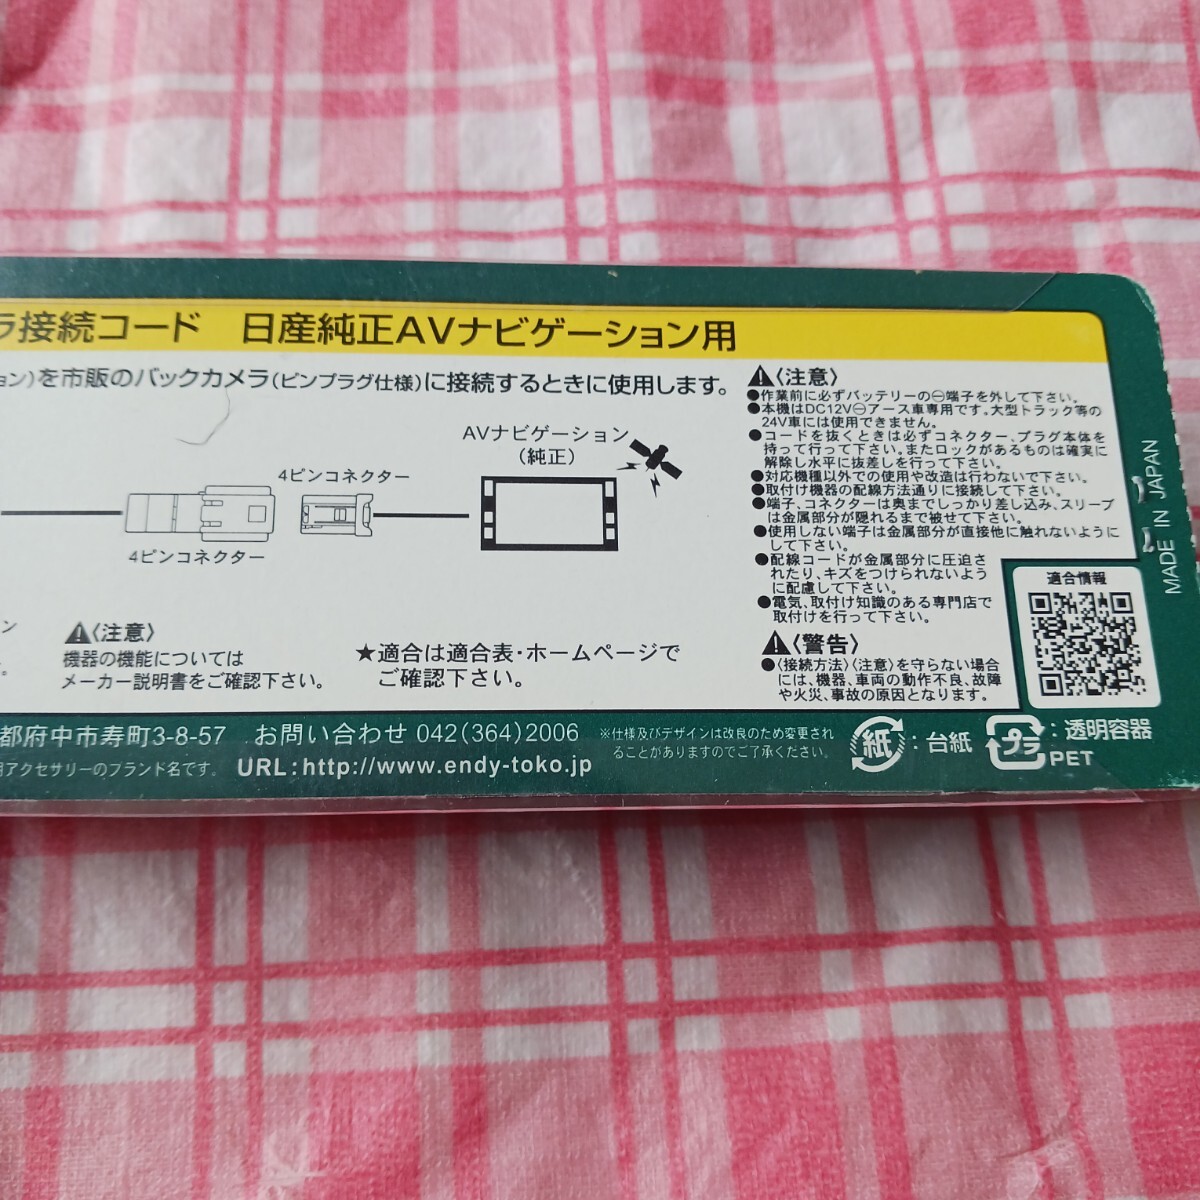 ラ接続コード 日産純正AVナビゲーション用
ョン)を市販のバックカメラ(ピンプラグ仕様)に接続するときに使用します。
AVナビゲーション
(純正)
4ピンコネクター
4ピンコネクター
ン
⚠〈注意〉
機器の機能については
メーカー説明書をご確認下さい。
★適合は適合表・ホームページで
ご確認下さい。
⚠〈注意〉
●作業前に必ずバッテリーの⊖端子を外して下さい。
●本機はDC12V⊖アース車専用です。大型トラック等の
24V車には使用できません。
●コードを抜くときは必ずコネクター、プラグ本体を
持って行って下さい。またロックがあるものは確実に
解除し水平に抜差しを行って下さい。
●対応機種以外での使用や改造は行わないで下さい。
●取付け機器の配線方法通りに接続して下さい。
●端子、コネクターは奥までしっかり差し込み、スリーブ
は金属部分が隠れるまで被せて下さい。
●使用しない端子は金属部分が直接他に触れないように
して下さい。
●配線コードが金属部分に圧迫さ
れたり、キズをつけられないよう
に配慮して下さい。
●電気、取付け知識のある専門店で
取付けを行って下さい。
⚠〈警告〉
●〈接続方法〉〈注意〉を守らない場合
には、機器、車両の動作不良、故障
や火災、事故の原因となります。
適合情報
MADE IN JAPAN
都府中市寿町3-8-57 お問い合わせ 042(364)2006
用アクセサリーのブランド名です。 URL:http://www.endy-toko.jp
※仕様及びデザインは改良のため変更さ
れることがありますのでご了承ください。
紙:台紙
プラ:透明容器
PET